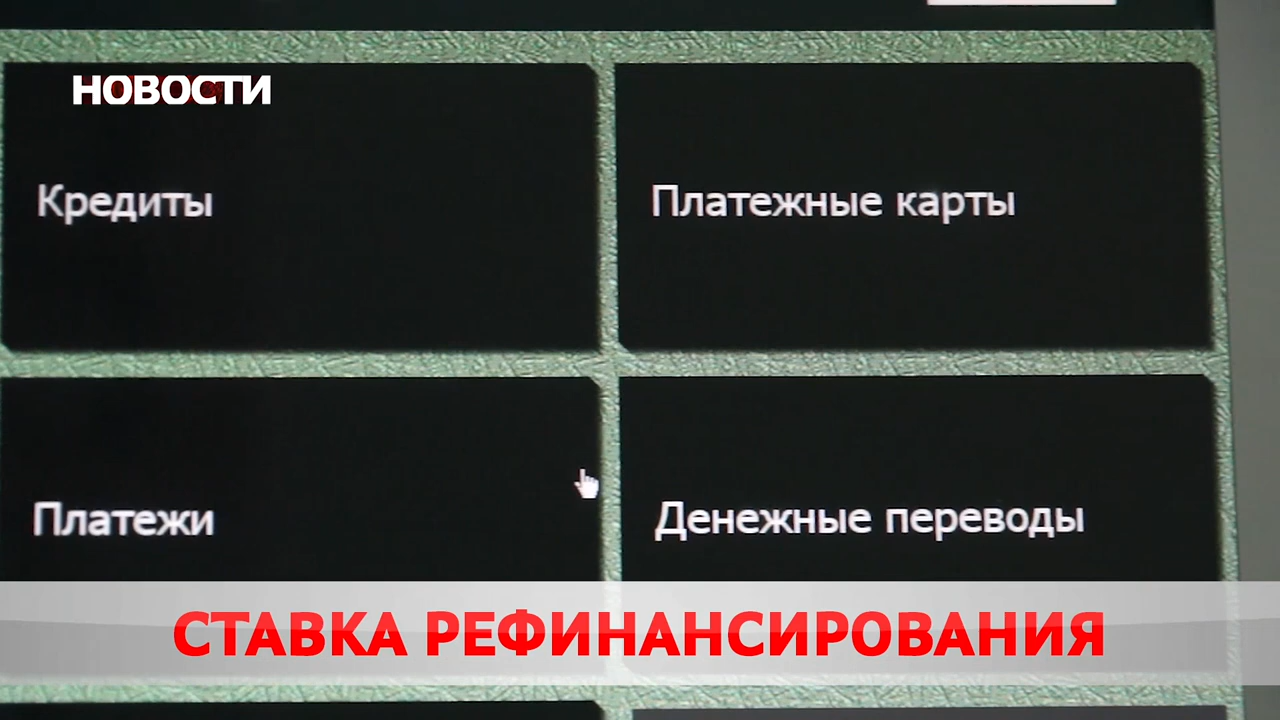 НОВОСТИ
Кредиты
Платежные карты
Платежи
Денежные переводы
СТАВКА РЕФИНАНСИРОВАНИЯ